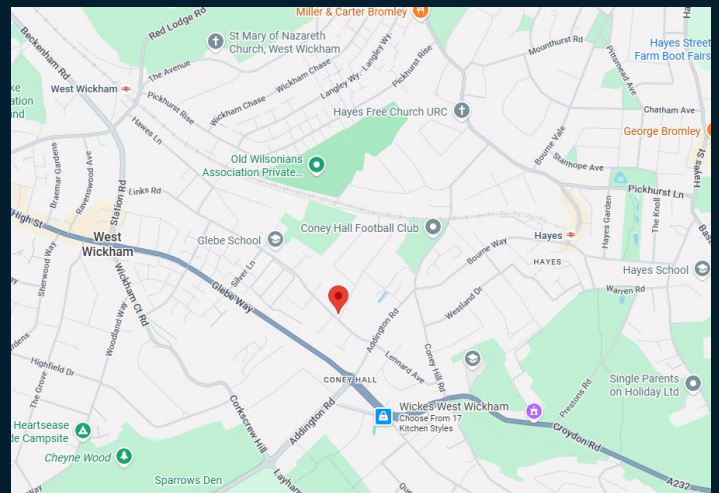 Miller & Carter Bromley
Red Lodge Rd
Beckenham Rd
St Mary of Nazareth
Church, West Wickham
Langley Wy
Langley Wy
Pickhurst Rise
Mounthurst Rd
Pittsmead Ave
Hayes Street
Farm Boot Fairs
The Avenue
Wickham Chase
Wickham Chase
West Wickham
Pickhurst Rise
Hawes Ln
Hayes Free Church URC
Chatham Ave
George Bromley
Bourne Vale
Stanhope Ave
Hayes St
Old Wilsonians
Association Private...
Braemar Gardens
Ravenswood Ave
Station Rd
Links Rd
Pickhurst Ln
High St
West
Wickham
Glebe School
Coney Hall Football Club
Hayes
HAYES
Hayes Garden
The Knoll
Bourne Way
Sherwood Way
Silver Ln
Glebe Way
Hayes School
Warren Rd
Wickham Ct Rd
Woodland Way
Westland Dr
Addington Rd
Highfield Dr
The Grove
Lennard Ave
Coney Hall Rd
CONEY HALL
Prestons Rd
Single Parents
on Holiday Ltd
Wickes West Wickham
Choose From 17
Kitchen Styles
Corkscrew Hill
Addington Rd
Croydon Rd
Heartsease
Campsite
Cheyne Wood
Sparrows Den
A232